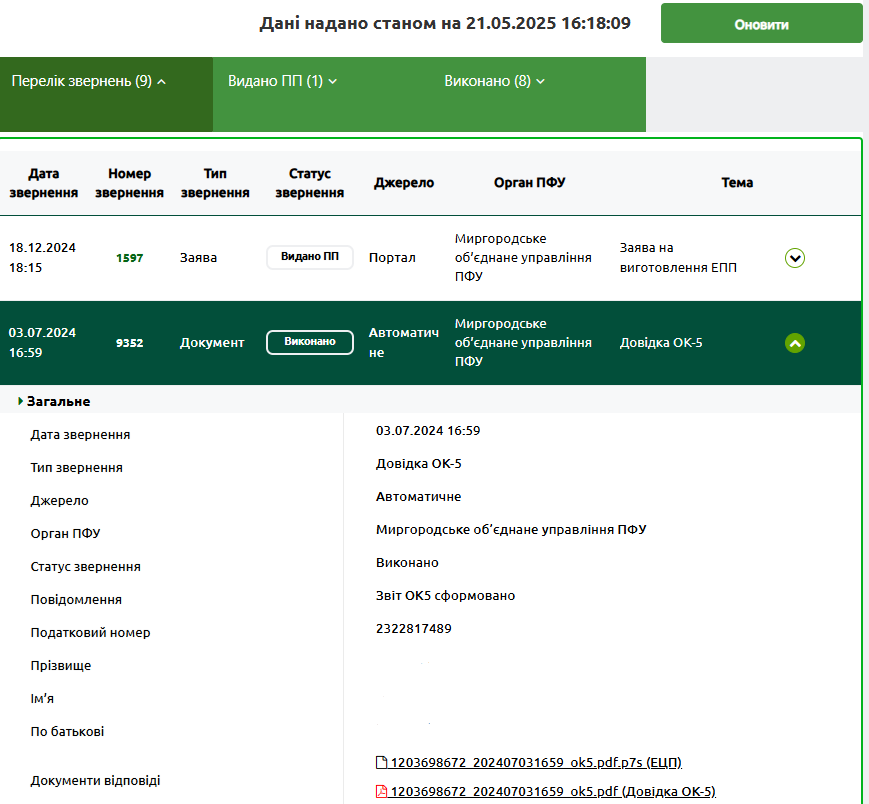 Дані надано станом на 21.05.2025 16:18:09
Оновити
Перелік звернень (9)
Видано ПП (1)
Виконано (8)
Дата звернення
Номер звернення
Тип звернення
Статус звернення
Джерело
Орган ПФУ
Тема
18.12.2024 18:15
1597
Заява
Видано ПП
Портал
Миргородське об’єднане управління ПФУ
Заява на виготовлення ЕПП
03.07.2024 16:59
9352
Документ
Виконано
Автоматичне
Миргородське об’єднане управління ПФУ
Довідка ОК-5
Загальне
Дата звернення
03.07.2024 16:59
Тип звернення
Довідка ОК-5
Джерело
Автоматичне
Орган ПФУ
Миргородське об’єднане управління ПФУ
Статус звернення
Виконано
Повідомлення
Звіт ОК5 сформовано
Податковий номер
2322817489
Прізвище
Ім’я
По батькові
Документи відповіді
1203698672_202407031659_ok5.pdf.p7s (ЕЦП)
1203698672_202407031659_ok5.pdf (Довідка ОК-5)